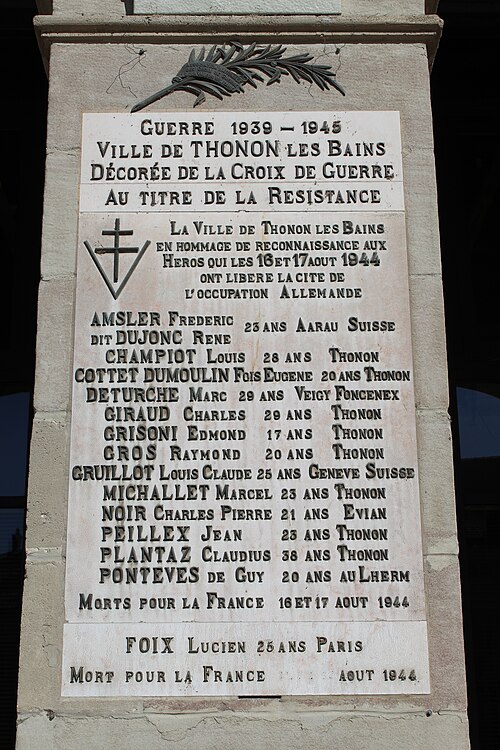 GUERRE 1939 – 1945
VILLE DE THONON LES BAINS
DÉCORÉE DE LA CROIX DE GUERRE
AU TITRE DE LA RESISTANCE
LA VILLE DE THONON LES BAINS
EN HOMMAGE DE RECONNAISSANCE AUX
HEROS QUI LES 16 ET 17 AOUT 1944
ONT LIBERE LA CITE DE
L'OCCUPATION ALLEMANDE
AMSLER FREDERIC
DIT DUJONC RENE 23 ANS AARAU SUISSE
CHAMPIOT LOUIS 28 ANS THONON
COTTET DUMOULIN FOIS EUGENE 20 ANS THONON
DETURCHE MARC 29 ANS VEIGY FONCENEX
GIRAUD CHARLES 29 ANS THONON
GRISONI EDMOND 17 ANS THONON
GROS RAYMOND 20 ANS THONON
GRUILLOT LOUIS CLAUDE 25 ANS GENEVE SUISSE
MICHALLET MARCEL 23 ANS THONON
NOIR CHARLES PIERRE 21 ANS EVIAN
PEILLEX JEAN 23 ANS THONON
PLANTAZ CLAUDIUS 38 ANS THONON
PONTEVES DE GUY 20 ANS AU LHERM
MORTS POUR LA FRANCE 16 ET 17 AOUT 1944
FOIX LUCIEN 25 ANS PARIS
MORT POUR LA FRANCE AOUT 1944